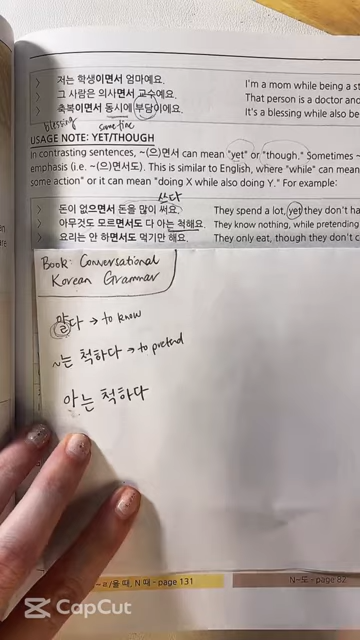 저는 학생이면서 엄마예요. I'm a mom while being a st
그 사람은 의사면서 교수예요. That person is a doctor and
축복이면서 동시에 부담이에요. It's a blessing while also be
blessing same time
USAGE NOTE: YET/THOUGH
In contrasting sentences, ~(으)면서 can mean "yet" or "though." Sometimes ~
emphasis (i.e. ~(으)면서도). This is similar to English, where "while" can mean
some action" or it can mean "doing X while also doing Y." For example:
쓰다
돈이 없으면서 돈을 많이 써요. They spend a lot, yet they don't ha
아무것도 모르면서도 다 아는 척해요. They know nothing, while pretending
요리는 안 하면서도 먹기만 해요. They only eat, though they don't c
Book: Conversational
Korean Grammar
알다 → to know
~는 척하다 → to pretend
아는 척하다
-ㄹ/을 때, N 때 - page 131
N-도 - page 82
CapCut